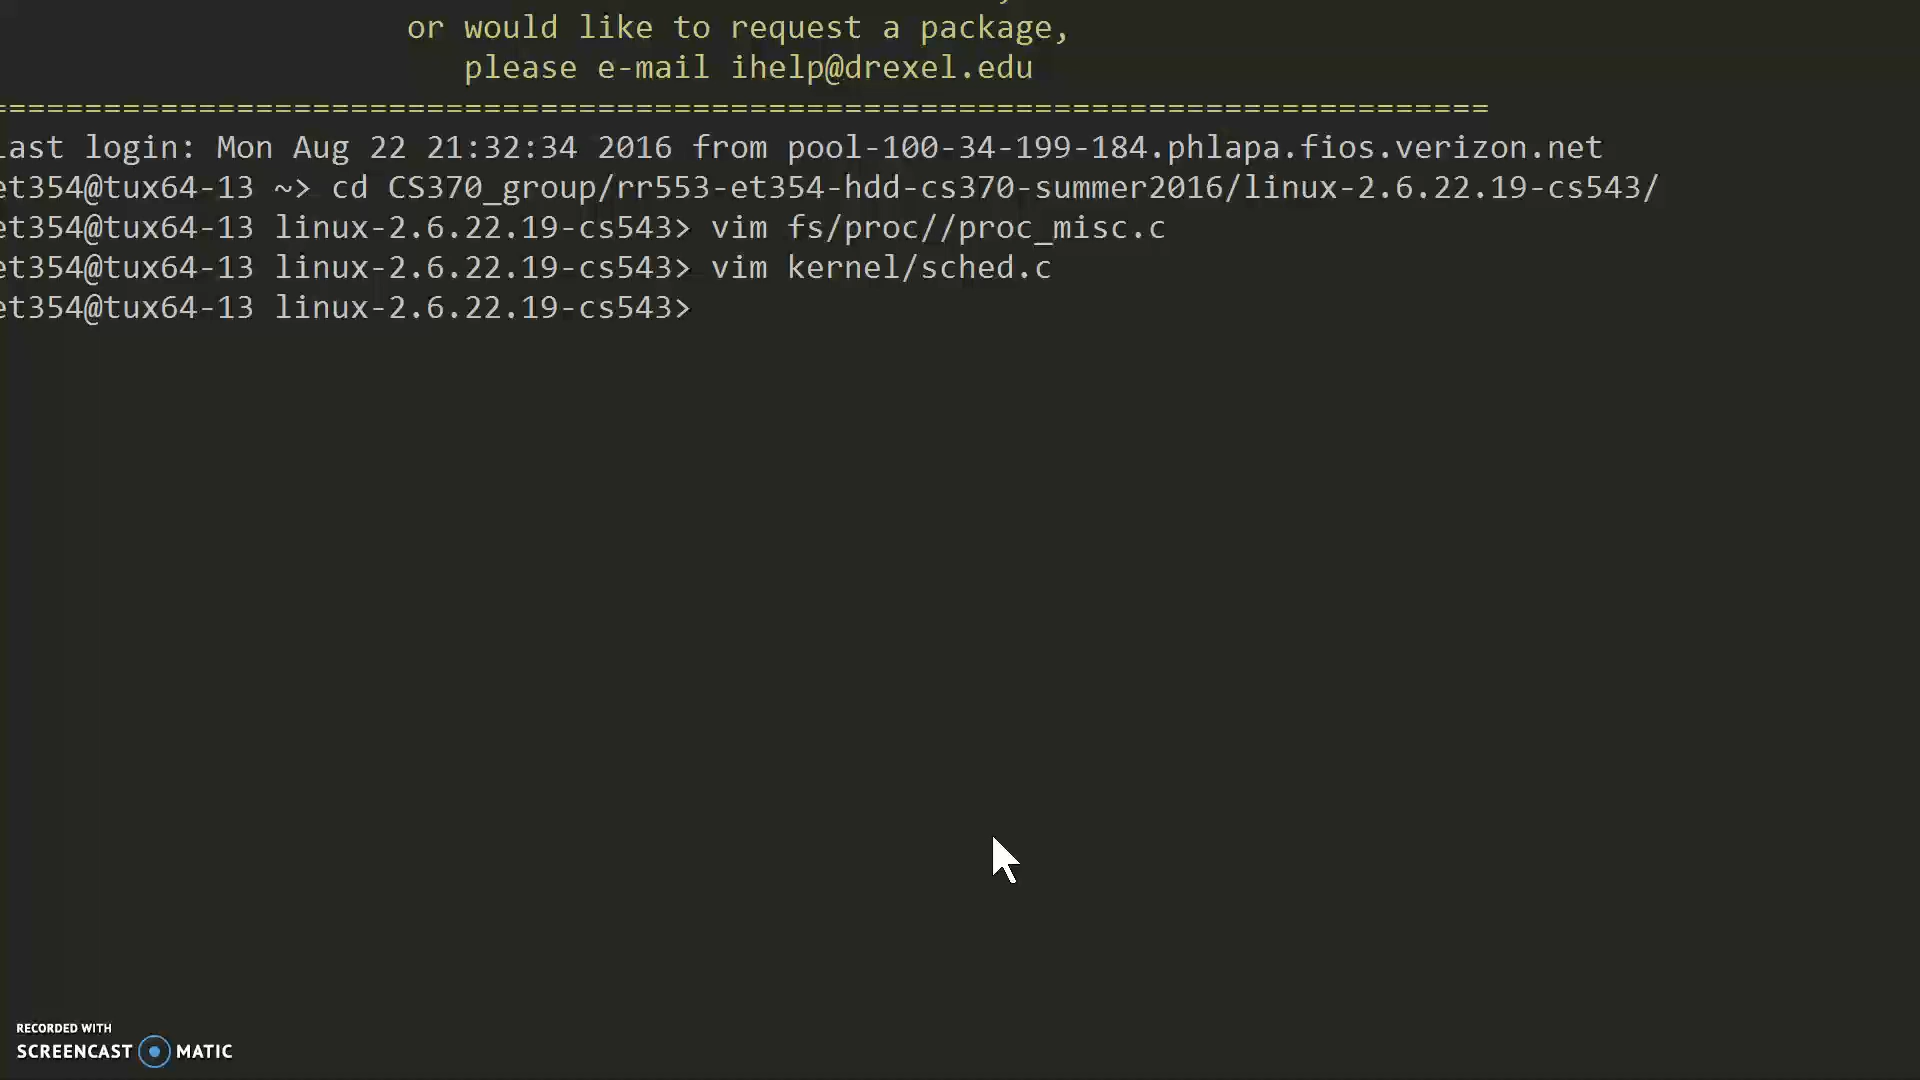 or would like to request a package,
please e-mail ihelp@drexel.edu
===============================================================================
Last login: Mon Aug 22 21:32:34 2016 from pool-100-34-199-184.phlapa.fios.verizon.net
et354@tux64-13 ~> cd CS370_group/rr553-et354-hdd-cs370-summer2016/linux-2.6.22.19-cs543/
et354@tux64-13 linux-2.6.22.19-cs543> vim fs/proc//proc_misc.c
et354@tux64-13 linux-2.6.22.19-cs543> vim kernel/sched.c
et354@tux64-13 linux-2.6.22.19-cs543>
RECORDED WITH
SCREENCAST MATIC